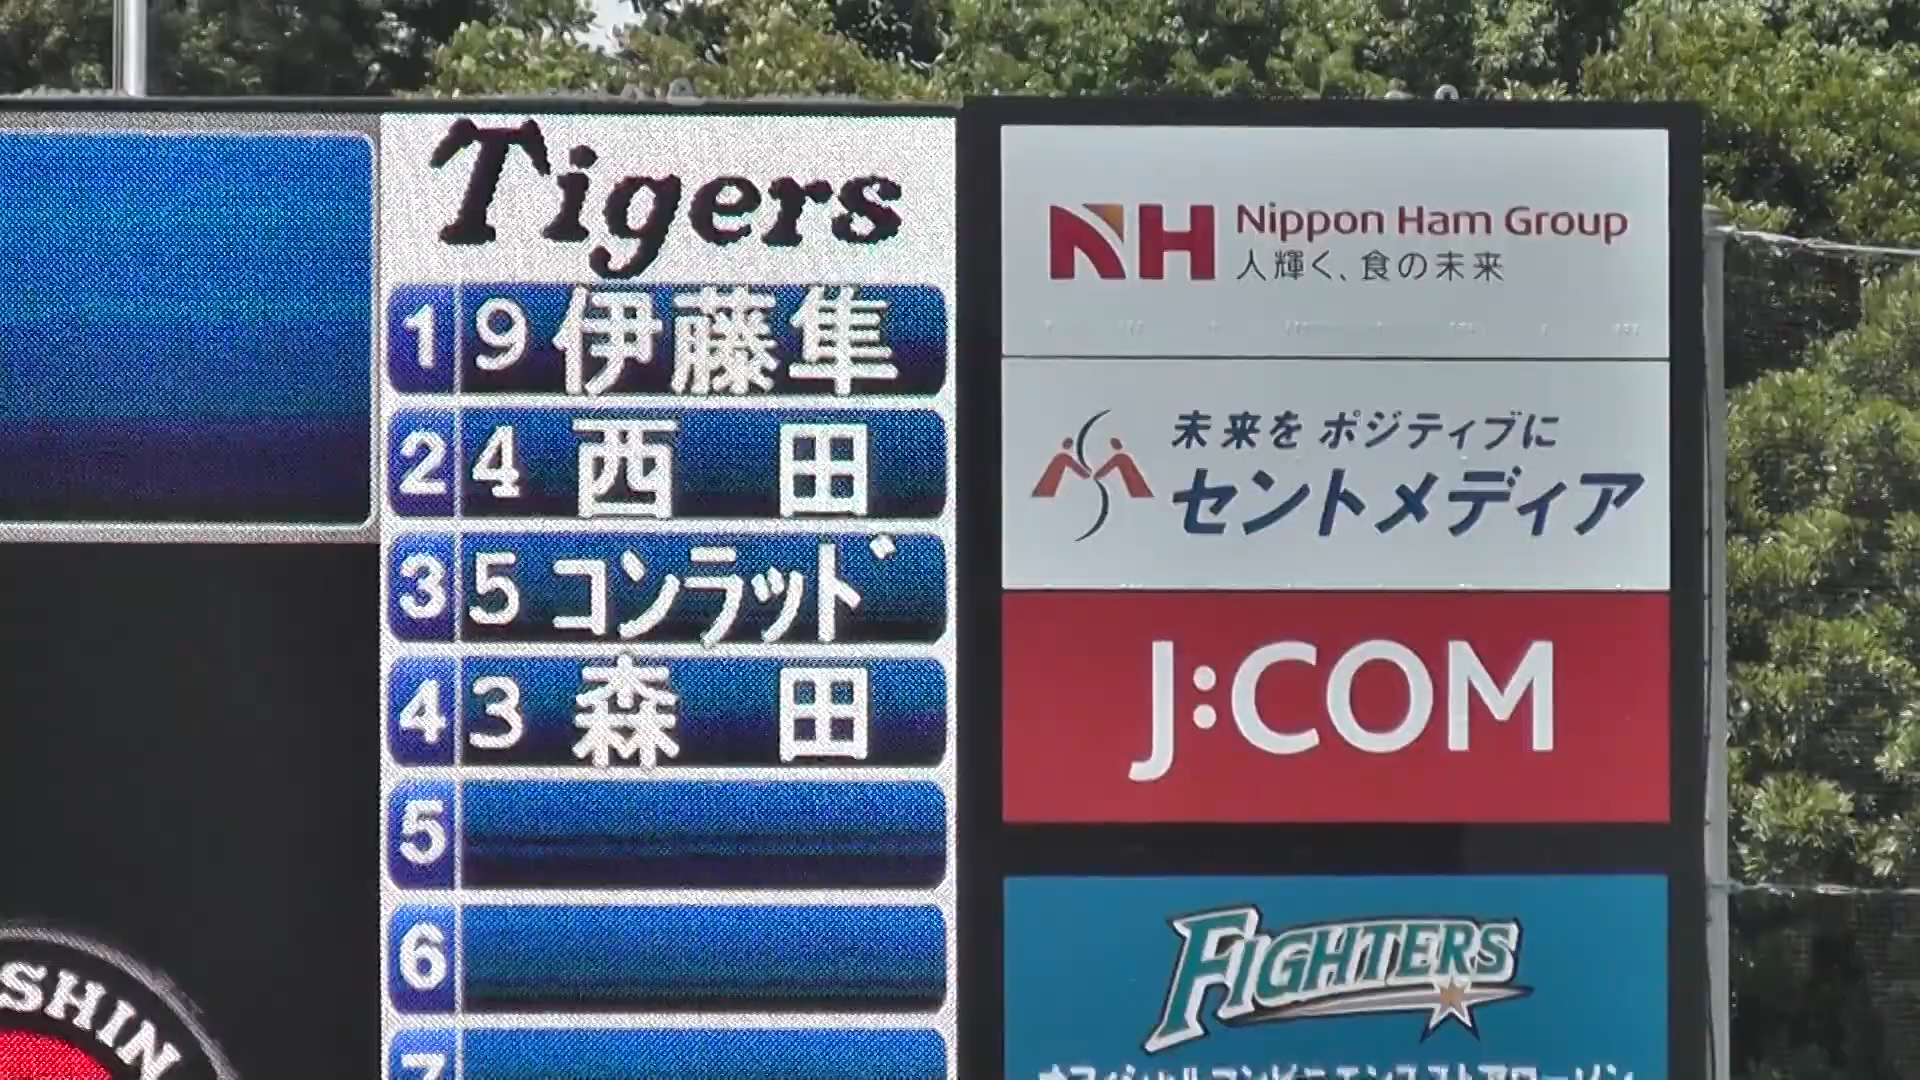 Tigers
1 9 伊藤隼
2 4 西田
3 5 コンラッド
4 3 森田
5
6
7
SHIN
NH Nippon Ham Group
人輝く、食の未来
未来を ポジティブに
セントメディア
J:COM
FIGHTERS